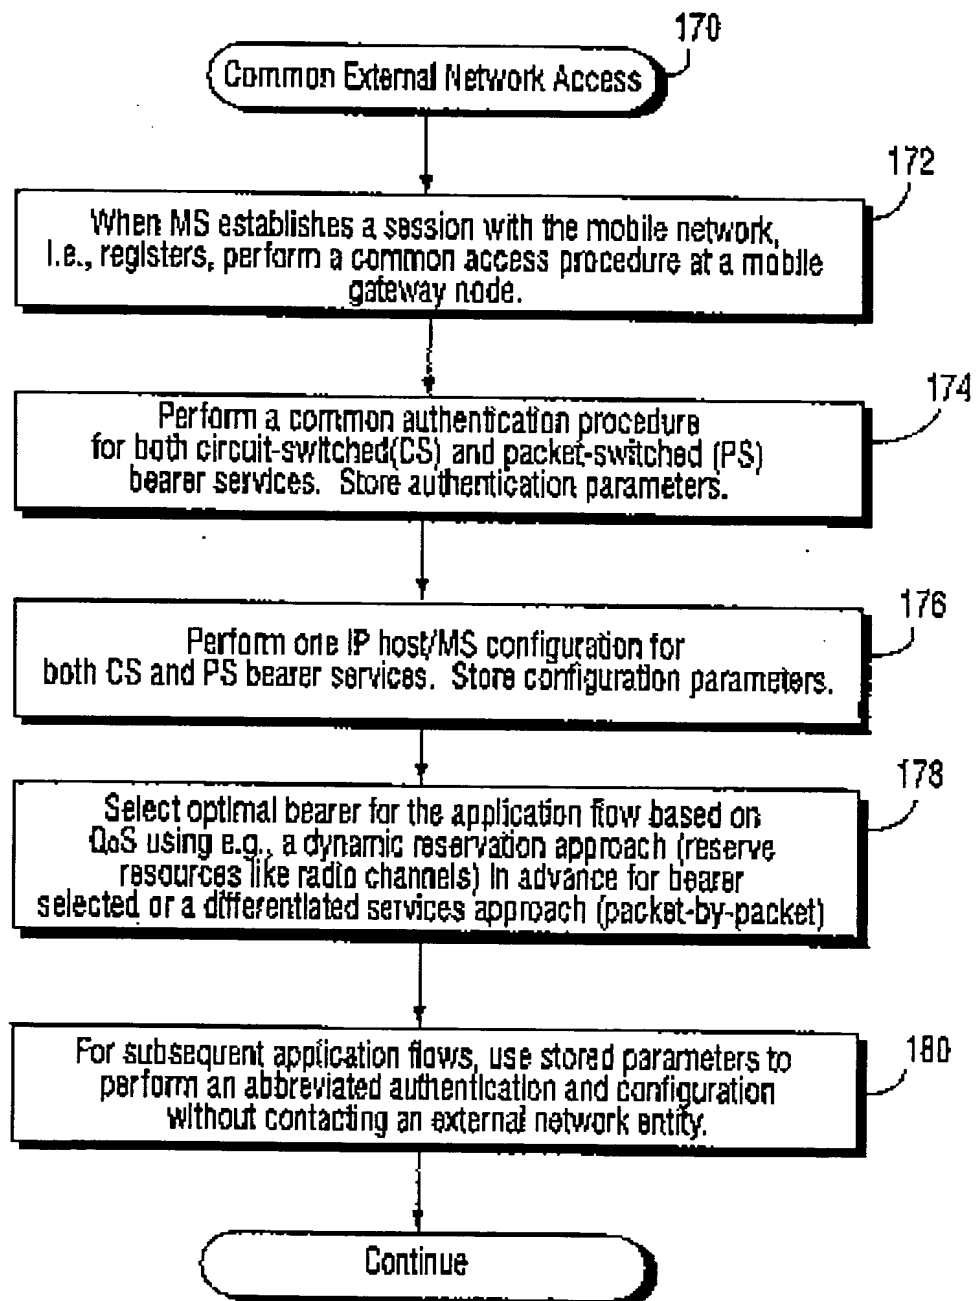 170
Common External Network Access
172
When MS establishes a session with the mobile network,
i.e., registers, perform a common access procedure at a mobile
gateway node.
174
Perform a common authentication procedure
for both circuit-switched(CS) and packet-switched (PS)
bearer services. Store authentication parameters.
176
Perform one IP host/MS configuration for
both CS and PS bearer services. Store configuration parameters.
178
Select optimal bearer for the application flow based on
QoS using e.g., a dynamic reservation approach (reserve
resources like radio channels) in advance for bearer
selected or a differentiated services approach (packet-by-packet)
180
For subsequent application flows, use stored parameters to
perform an abbreviated authentication and configuration
without contacting an external network entity.
Continue